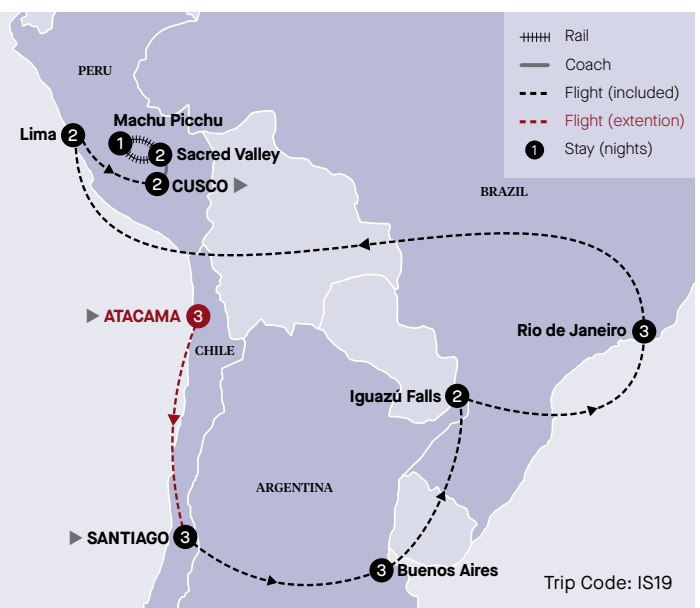 Rail
Coach
Flight (included)
Flight (extention)
1 Stay (nights)
PERU
Machu Picchu
1
Lima 2
2 Sacred Valley
2 CUSCO
BRAZIL
ATACAMA 3
CHILE
Rio de Janeiro 3
Iguazú Falls 2
ARGENTINA
SANTIAGO 3
3 Buenos Aires
Trip Code: IS19